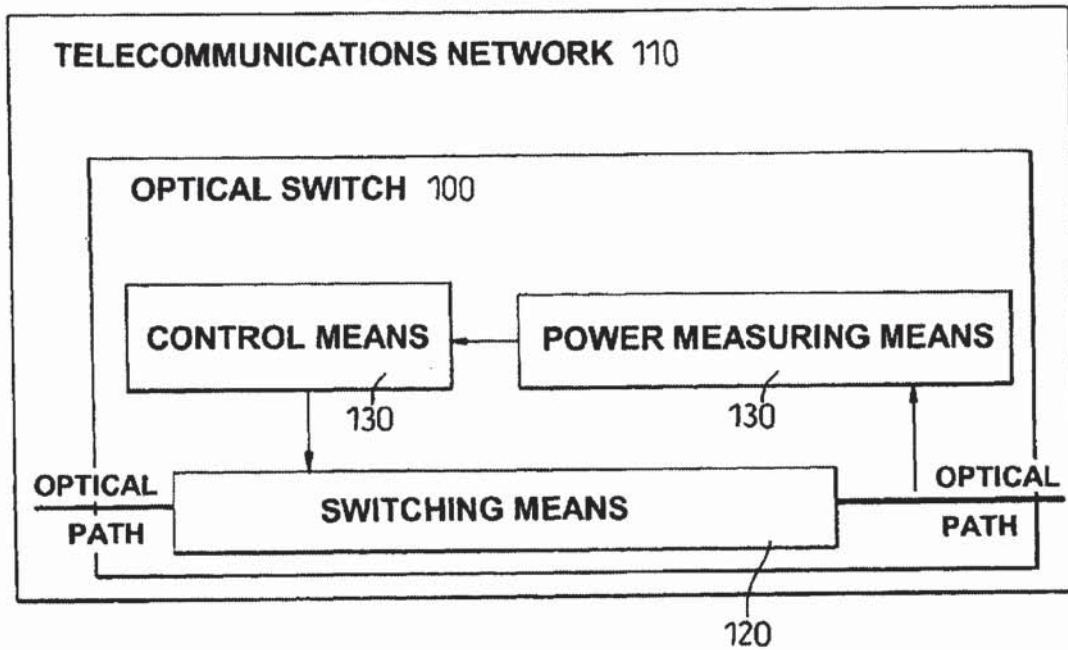 TELECOMMUNICATIONS NETWORK 110
OPTICAL SWITCH 100
CONTROL MEANS
POWER MEASURING MEANS
130
130
OPTICAL
PATH
SWITCHING MEANS
OPTICAL
PATH
120